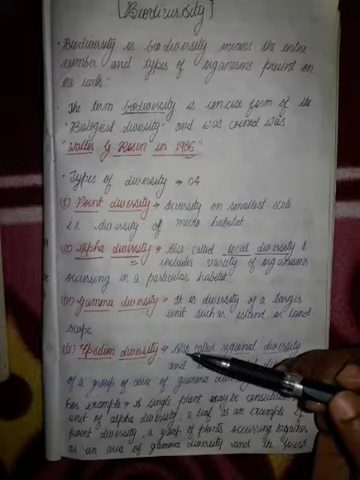 [Biodiversity]
• Biodiversity is biodiversity means the entire
number and types of organisms present on
the earth.
The term biodiversity is concise form of the
"Biological diversity" and was coined was
"Walter G. Rosen in 1986"
• Types of diversity → 04
(i) Point diversity → diversity on smallest scale
i.e diversity of micro habitat
(ii) Alpha diversity → Also called local diversity &
includes variety of organisms
occurring in a particular habitat
(iii) Gamma diversity → It is diversity of a larger
unit such as island or land-
scape
(iv) Epsilon diversity → Also called regional diversity
and
of a group of area of gamma
For example → a single plant may be
unit of alpha diversity, a leaf as an example of
point diversity, a group of plants occurring together
as an area of gamma diversity and the